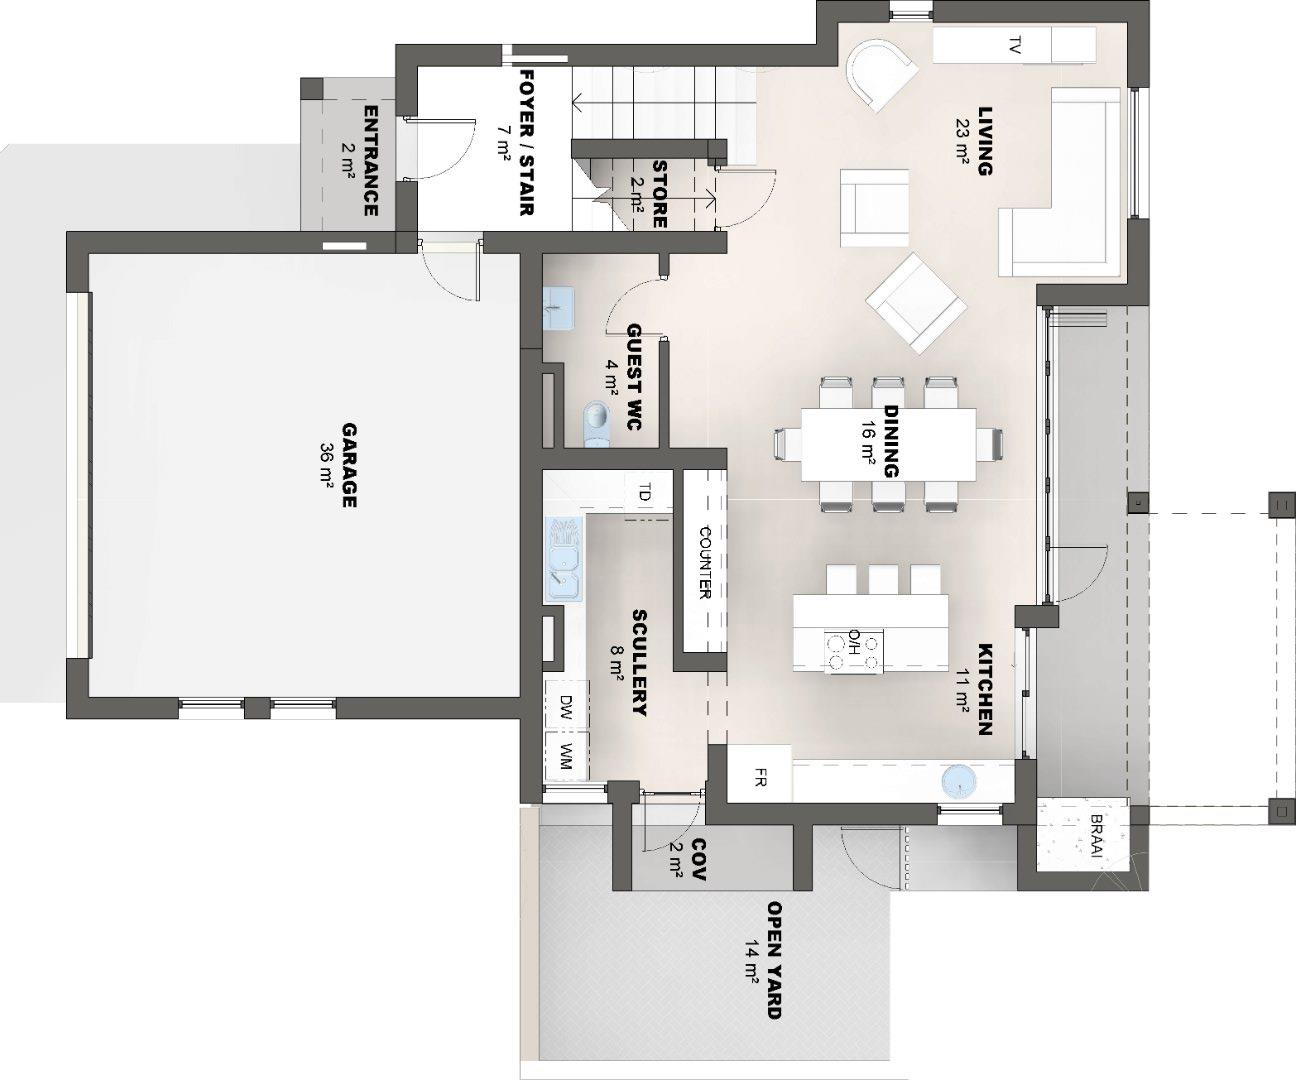 TV
LIVING
23 m²
FOYER / STAIR
7 m²
ENTRANCE
2 m²
STORE
2 m²
GUEST WC
4 m²
DINING
16 m²
GARAGE
36 m²
TD
COUNTER
SCULLERY
8 m²
O/H
KITCHEN
11 m²
DW
WM
FR
BRAAI
COV
2 m²
OPEN YARD
14 m²